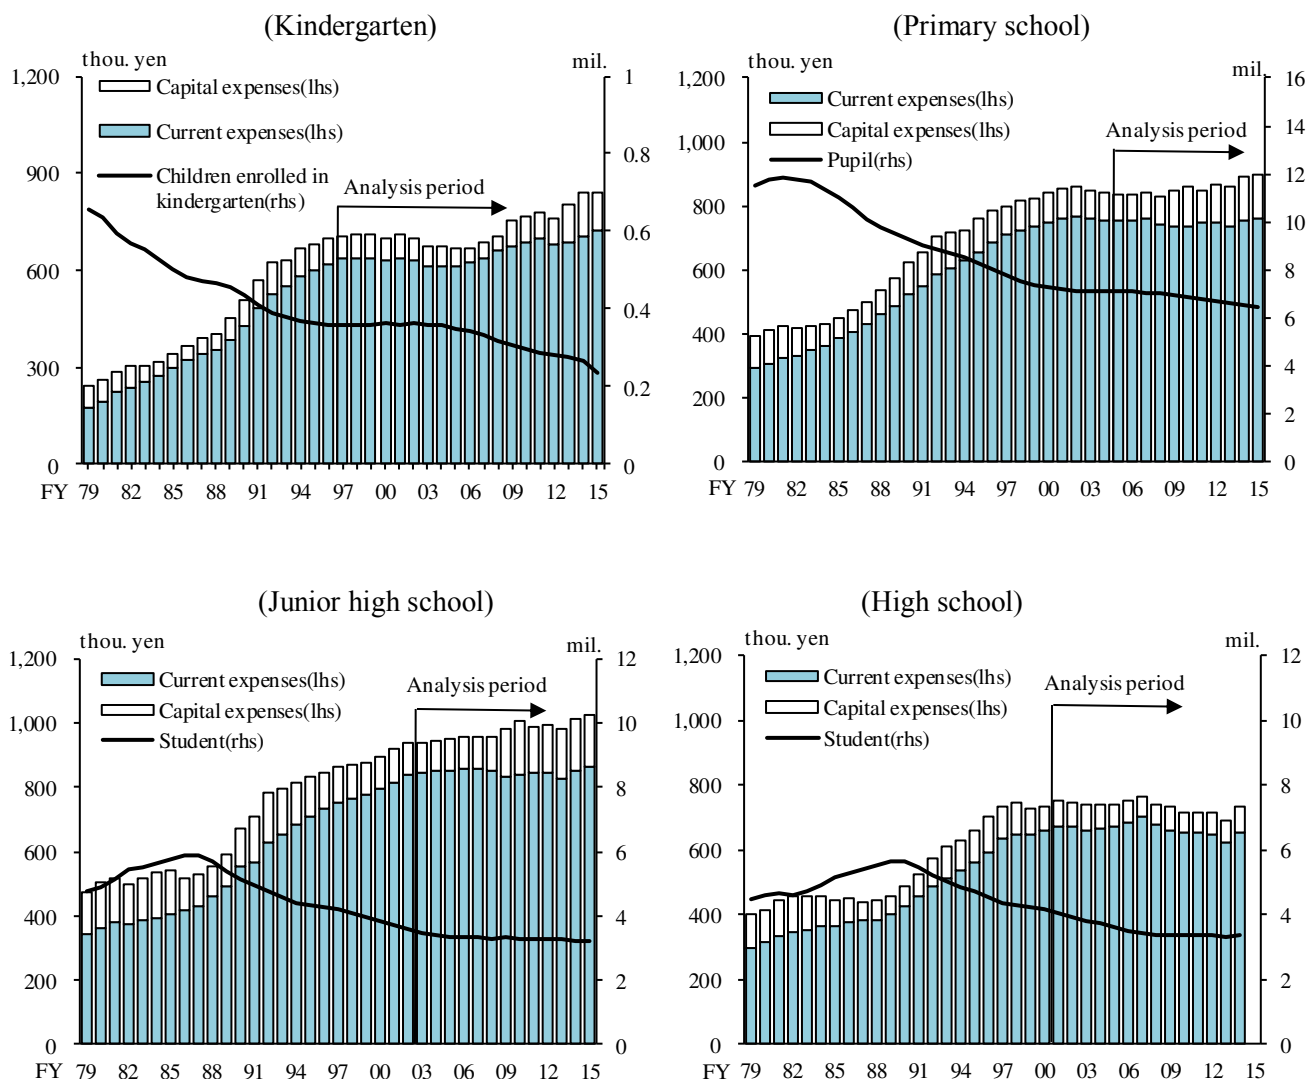 (Kindergarten)
thou. yen
mil.
1,200
900
600
300
0
Capital expenses(lhs)
Current expenses(lhs)
Children enrolled in
kindergarten(rhs)
Analysis period
1
0.8
0.6
0.4
0.2
0
FY 79 82 85 88 91 94 97 00 03 06 09 12 15
(Primary school)
thou. yen
mil.
1,200
1,000
800
600
400
200
0
Current expenses(lhs)
Capital expenses(lhs)
Pupil(rhs)
Analysis period
16
14
12
10
8
6
4
2
0
FY 79 82 85 88 91 94 97 00 03 06 09 12 15
(Junior high school)
thou. yen
mil.
1,200
1,000
800
600
400
200
0
Current expenses(lhs)
Capital expenses(lhs)
Student(rhs)
Analysis period
12
10
8
6
4
2
0
FY 79 82 85 88 91 94 97 00 03 06 09 12 15
(High school)
thou. yen
mil.
1,200
1,000
800
600
400
200
0
Current expenses(lhs)
Capital expenses(lhs)
Student(rhs)
Analysis period
12
10
8
6
4
2
0
FY 79 82 85 88 91 94 97 00 03 06 09 12 15